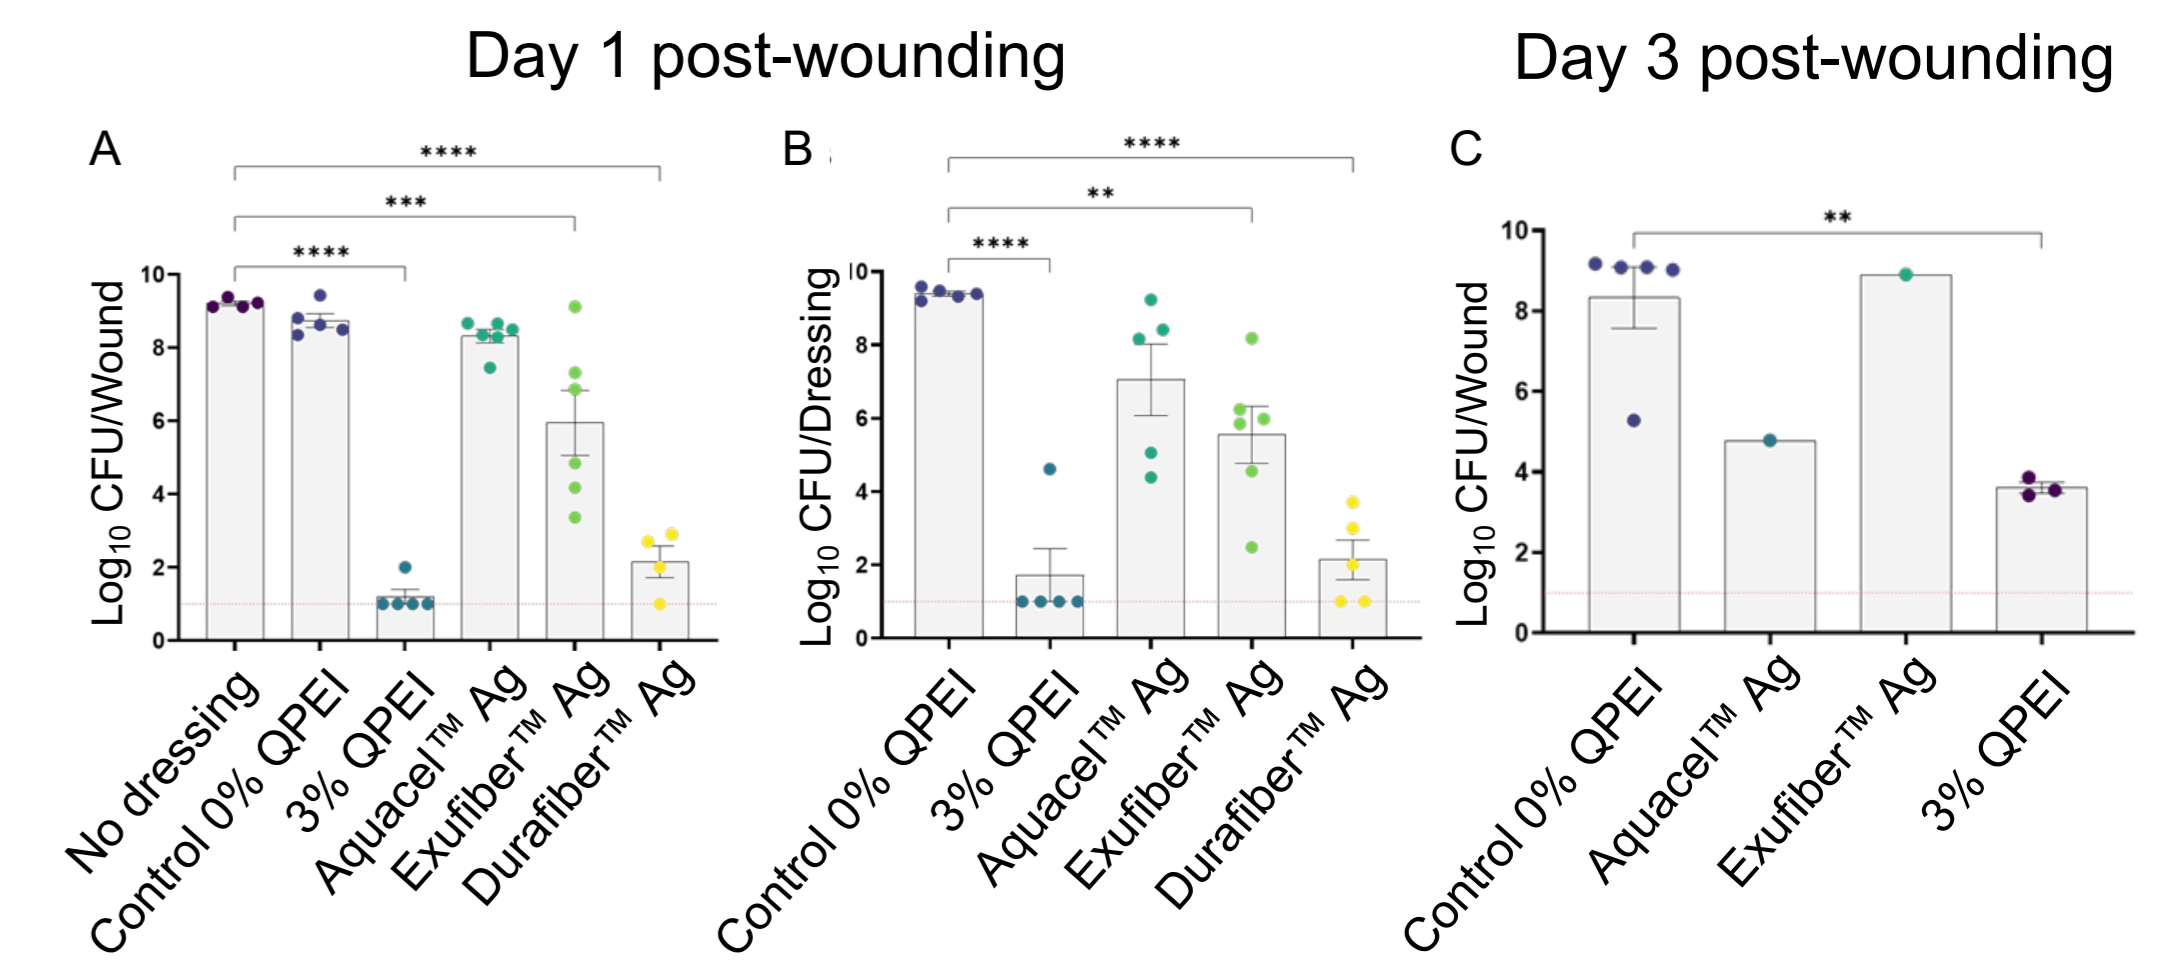 Day 1 post-wounding
Day 3 post-wounding
A
****
***
****
Log10 CFU/Wound
10
8
6
4
2
0
No dressing
Control 0% QPEI
3% QPEI
Aquacel™ Ag
Exufiber™ Ag
Durafiber™ Ag
B
****
**
****
Log10 CFU/Dressing
10
8
6
4
2
0
Control 0% QPEI
3% QPEI
Aquacel™ Ag
Exufiber™ Ag
Durafiber™ Ag
C
**
Log10 CFU/Wound
10
8
6
4
2
0
Control 0% QPEI
Aquacel™ Ag
Exufiber™ Ag
3% QPEI